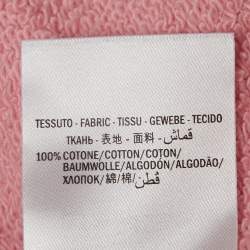 TESSUTO - FABRIC - TISSU - GEWEBE - TECIDO
ТКАНЬ - 表地 - 面料 - قماش
100% COTONE/COTTON/COTON/
BAUMWOLLE/ALGODÓN/ALGODÃO/
ХЛОПОК/綿/棉/قطن